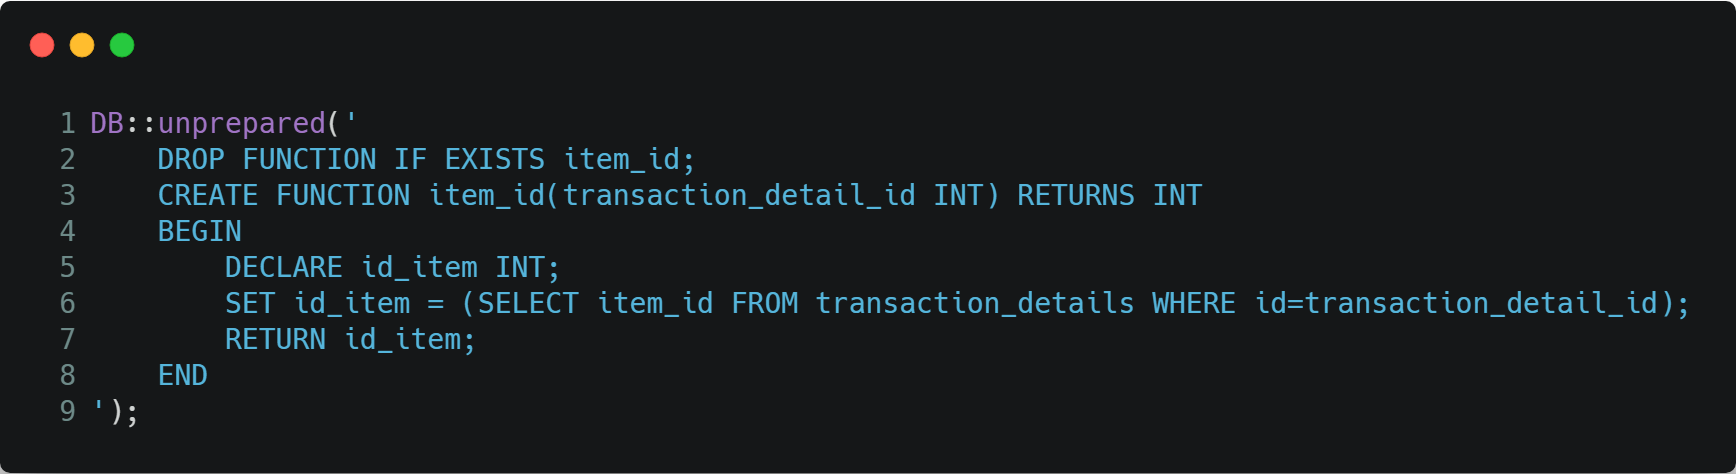 1 DB::unprepared('
2     DROP FUNCTION IF EXISTS item_id;
3     CREATE FUNCTION item_id(transaction_detail_id INT) RETURNS INT
4     BEGIN
5         DECLARE id_item INT;
6         SET id_item = (SELECT item_id FROM transaction_details WHERE id=transaction_detail_id);
7         RETURN id_item;
8     END
9 ');